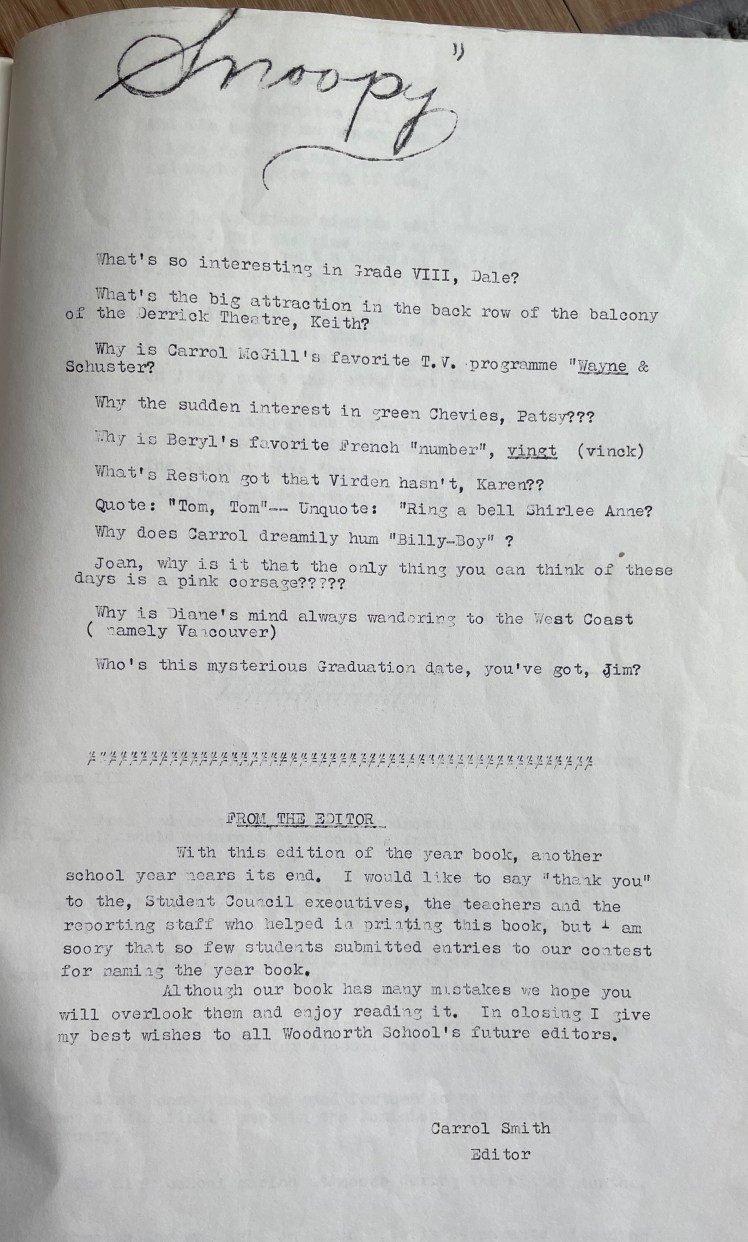 Snoopy"
What's so interesting in Grade VIII, Dale?
What's the big attraction in the back row of the balcony
of the Derrick Theatre, Keith?
Why is Carrol McGill's favorite T.V. programme "Wayne &
Schuster?
Why the sudden interest in green Chevies, Patsy???
Why is Beryl's favorite French "number", vingt (vinck)
What's Reston got that Virden hasn't, Karen??
Quote: "Tom, Tom"-- Unquote: "Ring a bell Shirlee Anne?
Why does Carrol dreamily hum "Billy-Boy" ?
Joan, why is it that the only thing you can think of these
days is a pink corsage?????
Why is Diane's mind always wandering to the West Coast
( namely Vancouver)
Who's this mysterious Graduation date, you've got, Jim?
FROM THE EDITOR
With this edition of the year book, another
school year nears its end. I would like to say "thank you"
to the, Student Council executives, the teachers and the
reporting staff who helped in printing this book, but I am
soory that so few students submitted entries to our contest
for naming the year book.
Although our book has many mistakes we hope you
will overlook them and enjoy reading it. In closing I give
my best wishes to all Woodnorth School's future editors.
Carrol Smith
Editor